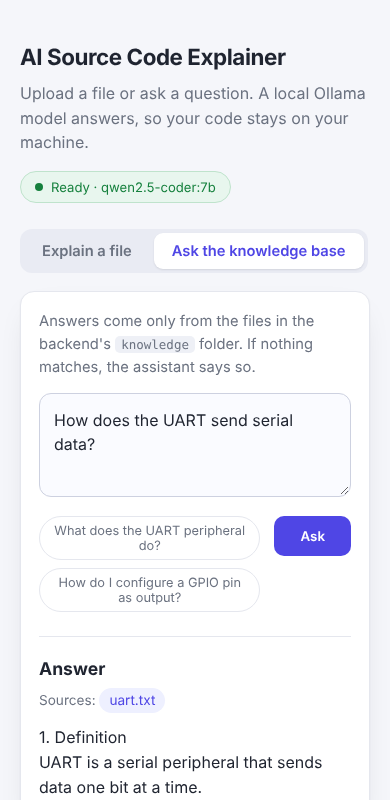 AI Source Code Explainer
Upload a file or ask a question. A local Ollama
model answers, so your code stays on your
machine.
Ready · qwen2.5-coder:7b
Explain a file
Ask the knowledge base
Answers come only from the files in the
backend's knowledge folder. If nothing
matches, the assistant says so.
How does the UART send serial
data?
What does the UART peripheral
do?
Ask
How do I configure a GPIO pin
as output?
Answer
Sources: uart.txt
1. Definition
UART is a serial peripheral that sends
data one bit at a time.